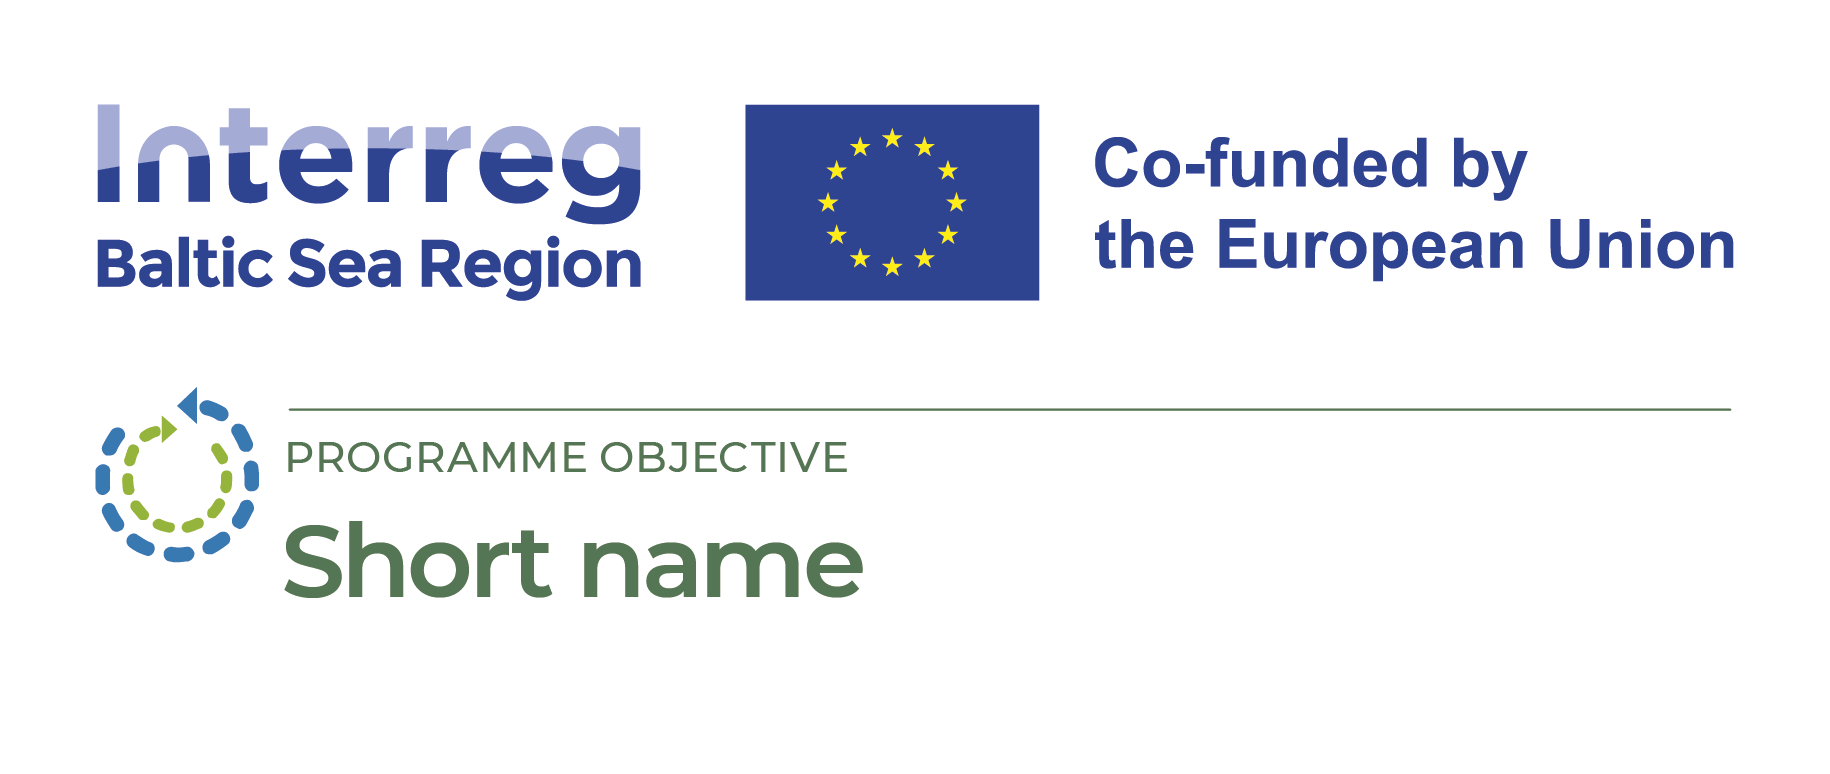 Interreg
Baltic Sea Region
Co-funded by
the European Union
PROGRAMME OBJECTIVE
Short name